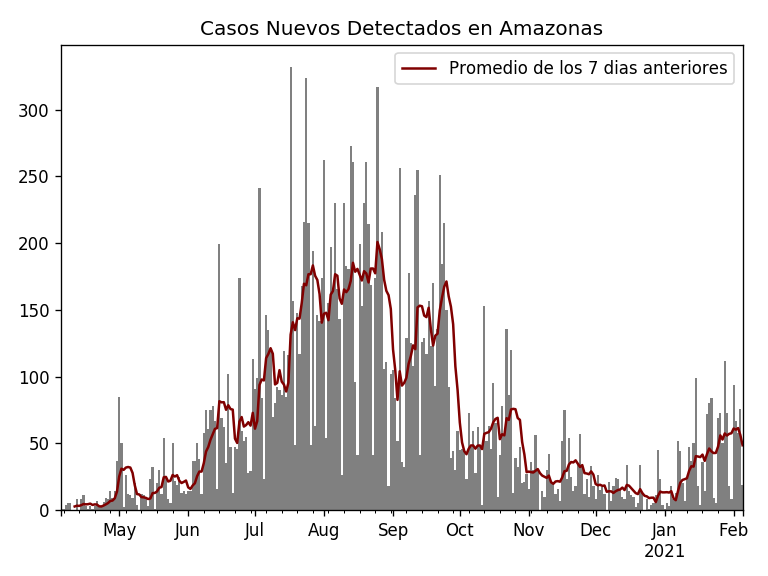 Casos Nuevos Detectados en Amazonas
Promedio de los 7 dias anteriores
300
250
200
150
100
50
0
May Jun Jul Aug Sep Oct Nov Dec Jan Feb
2021